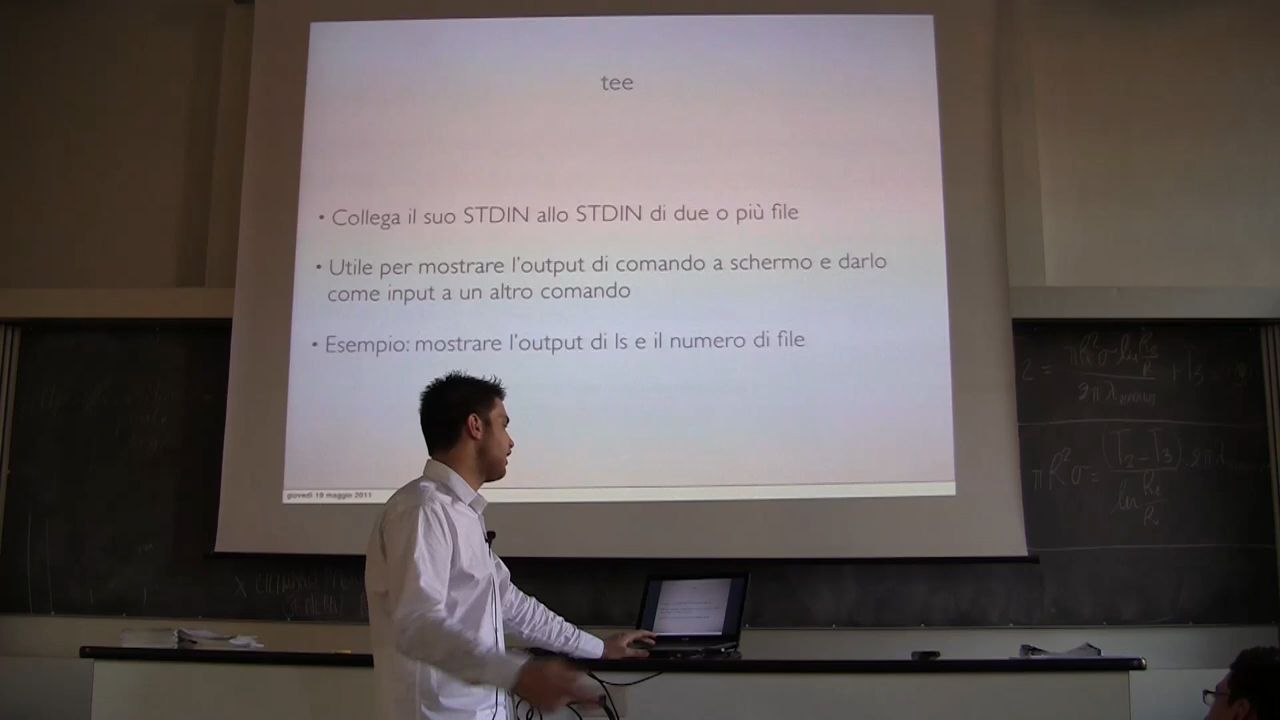 tee
• Collega il suo STDIN allo STDIN di due o più file
• Utile per mostrare l'output di comando a schermo e darlo
come input a un altro comando
• Esempio: mostrare l'output di ls e il numero di file
giovedì 19 maggio 2011